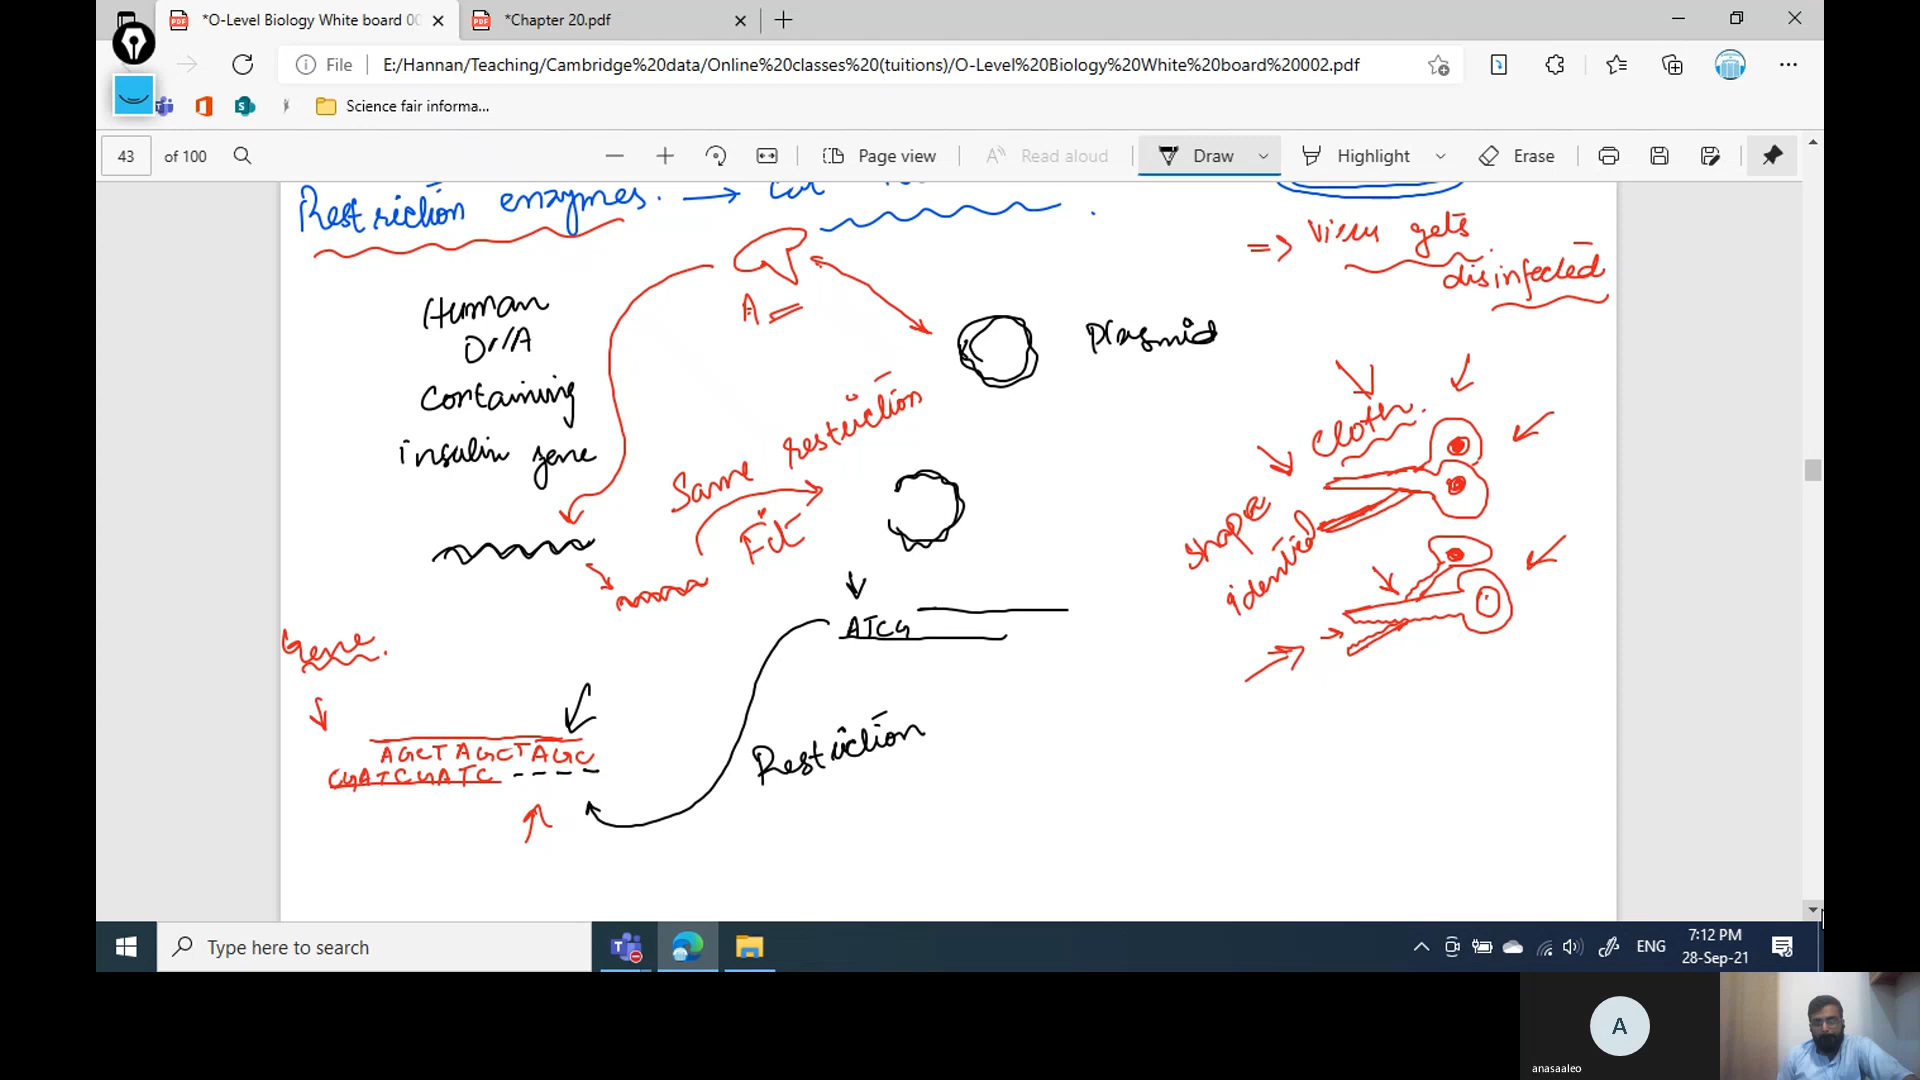 *O-Level Biology White board 00
*Chapter 20.pdf
File
E:/Hannan/Teaching/Cambridge%20data/Online%20classes%20(tuitions)/O-Level%20Biology%20White%20board%20002.pdf
Science fair informa...
43 of 100
Page view
Read aloud
Draw
Highlight
Erase
Restriction enzymes. →
=> Virus gets
disinfected
A
Human
DNA
containing
insulin gene
Plasmid
Same restriction
Fit
cloth.
shape
identical
ATCG
Gene.
AGCTAGCTAGC
CGATCGATC
Restriction
Type here to search
ENG
7:12 PM
28-Sep-21
A
anasaaleo